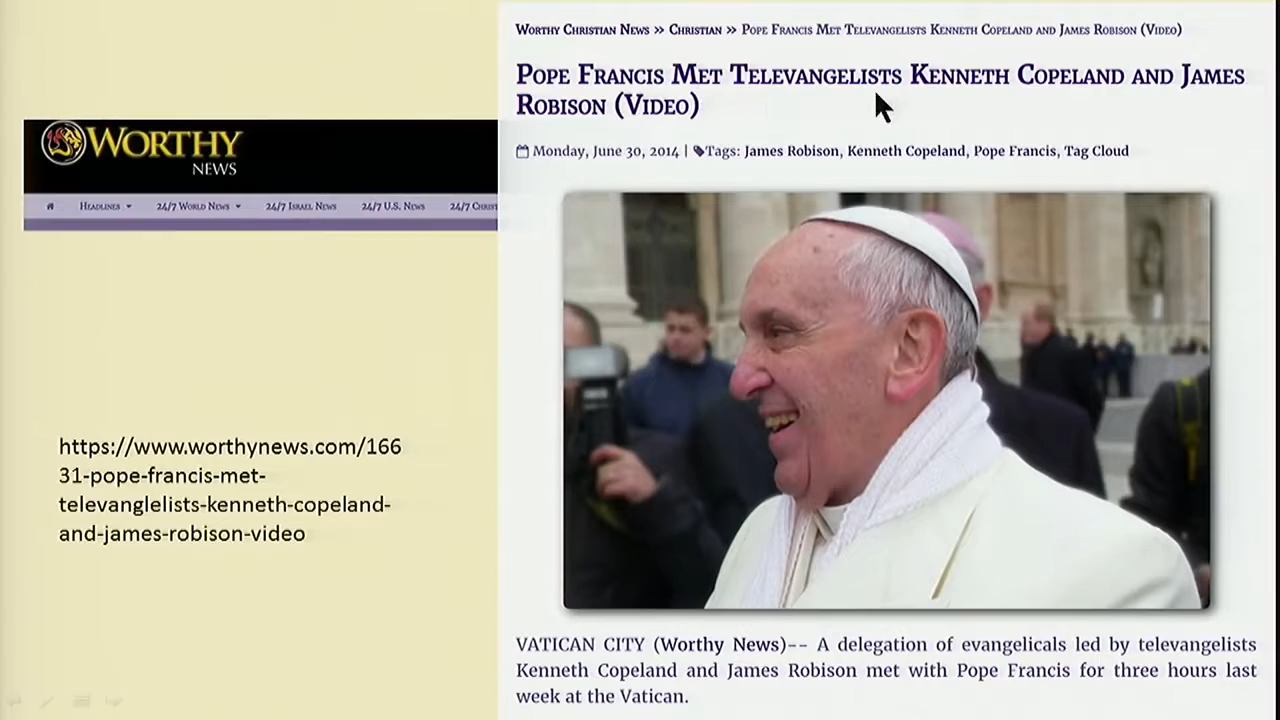 WORTHY CHRISTIAN NEWS » CHRISTIAN » POPE FRANCIS MET TELEVANGELISTS KENNETH COPELAND AND JAMES ROBISON (VIDEO)
POPE FRANCIS MET TELEVANGELISTS KENNETH COPELAND AND JAMES
ROBISON (VIDEO)
Monday, June 30, 2014 | Tags: James Robison, Kenneth Copeland, Pope Francis, Tag Cloud
WORTHY
NEWS
HEADLINES 24/7 WORLD NEWS 24/7 ISRAEL NEWS 24/7 U.S. NEWS 24/7 CHRIST
https://www.worthynews.com/166
31-pope-francis-met-
televanglelists-kenneth-copeland-
and-james-robison-video
VATICAN CITY (Worthy News)-- A delegation of evangelicals led by televangelists
Kenneth Copeland and James Robison met with Pope Francis for three hours last
week at the Vatican.